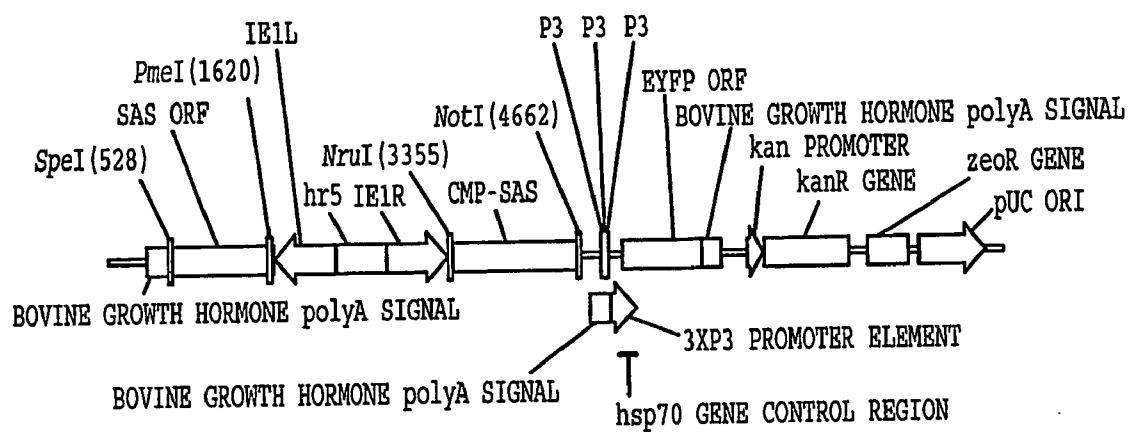 P3 P3 P3
IE1L
PmeI(1620)
EYFP ORF
SAS ORF
NotI(4662)
BOVINE GROWTH HORMONE polyA SIGNAL
SpeI(528)
NruI(3355)
kan PROMOTER
zeoR GENE
hr5 IE1R
CMP-SAS
kanR GENE
pUC ORI
BOVINE GROWTH HORMONE polyA SIGNAL
3XP3 PROMOTER ELEMENT
BOVINE GROWTH HORMONE polyA SIGNAL
hsp70 GENE CONTROL REGION